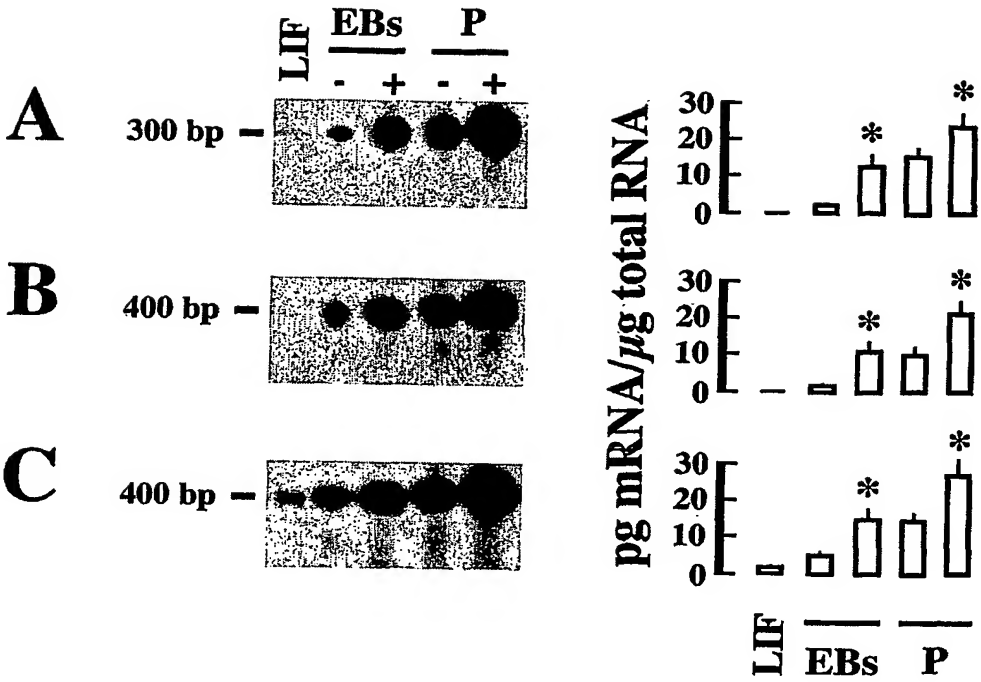 LIF EBs P
- + - +
A 300 bp
B 400 bp
C 400 bp
pg mRNA/µg total RNA
30 * *
20
10
0
30 * *
20
10
0
30 * *
20
10
0
LIF EBs P